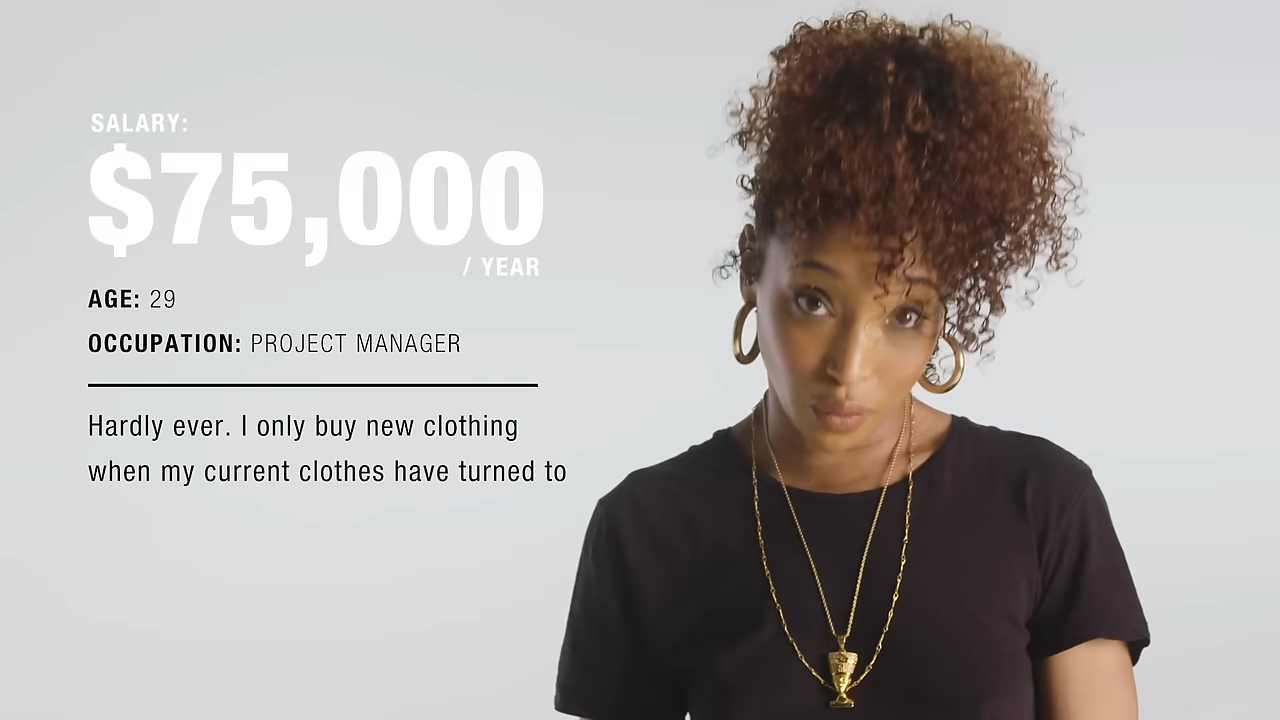 SALARY:
$75,000
/ YEAR
AGE: 29
OCCUPATION: PROJECT MANAGER
Hardly ever. I only buy new clothing
when my current clothes have turned to